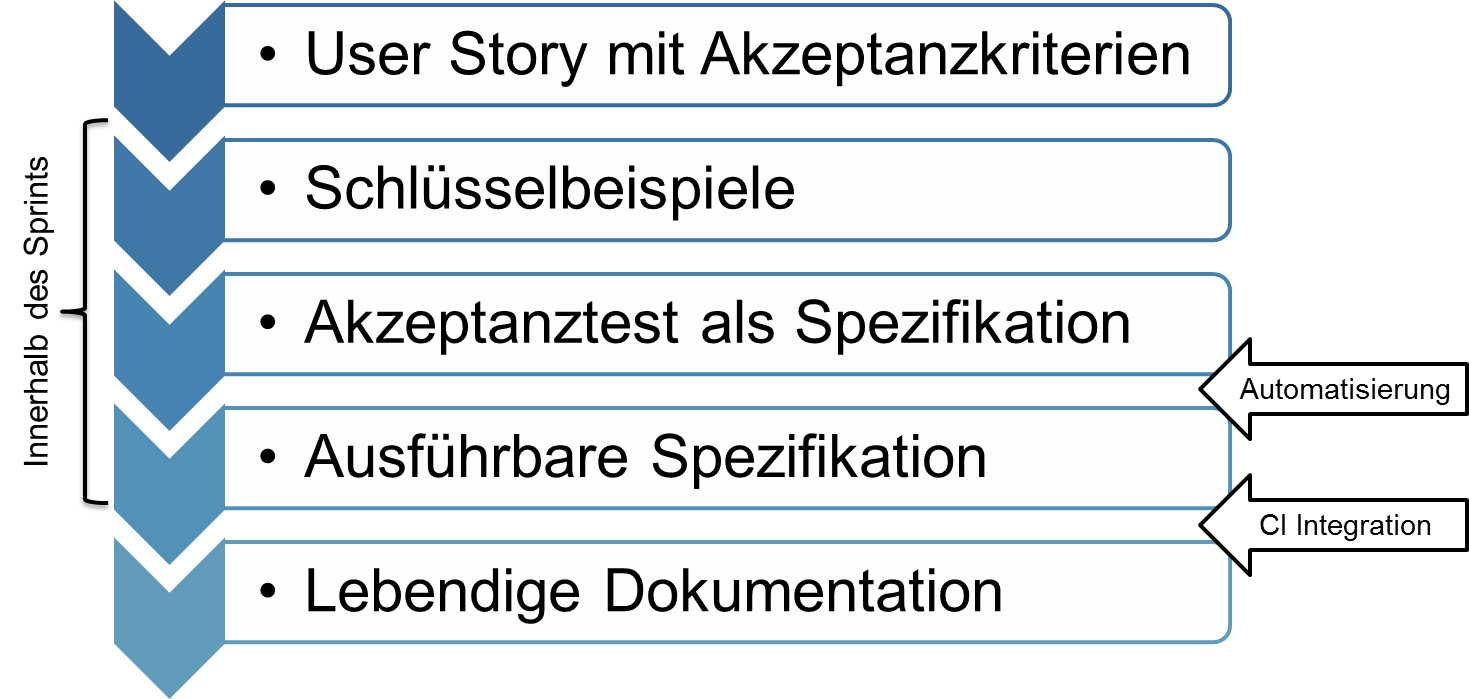 • User Story mit Akzeptanzkriterien
• Schlüsselbeispiele
Innerhalb des Sprints
• Akzeptanztest als Spezifikation
Automatisierung
• Ausführbare Spezifikation
CI Integration
• Lebendige Dokumentation